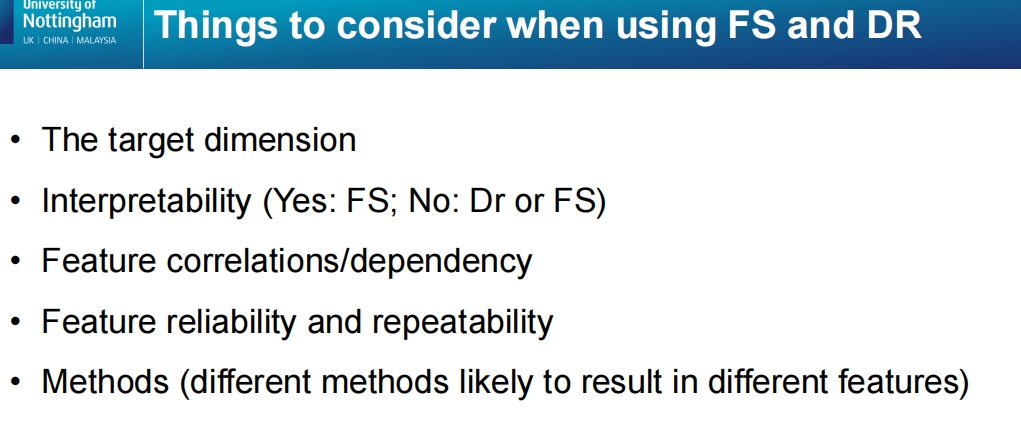 University of
Nottingham
UK | CHINA | MALAYSIA
Things to consider when using FS and DR
• The target dimension
• Interpretability (Yes: FS; No: Dr or FS)
• Feature correlations/dependency
• Feature reliability and repeatability
• Methods (different methods likely to result in different features)